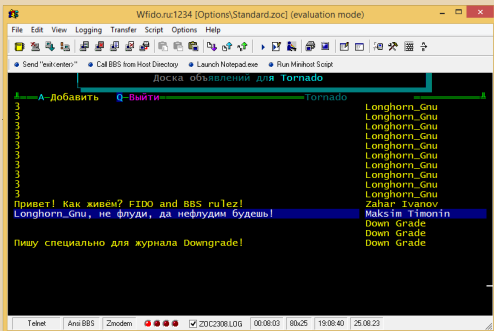 Wfido.ru:1234 [Options\Standard.zoc] (evaluation mode)
File Edit View Logging Transfer Script Options Help
Send "exit<enter>" Call BBS from Host Directory Launch Notepad.exe Run Minihost Script
Доска объявлений для Tornado
A-Добавить Q-Выйти Tornado
3 Longhorn_Gnu
3 Longhorn_Gnu
3 Longhorn_Gnu
3 Longhorn_Gnu
3 Longhorn_Gnu
3 Longhorn_Gnu
3 Longhorn_Gnu
3 Longhorn_Gnu
3 Longhorn_Gnu
3 Longhorn_Gnu
Привет! Как живём? FIDO and BBS rulez! Zahar Ivanov
Longhorn_Gnu, не флуди, да нефлудим будешь! Maksim Timonin
Down Grade
Down Grade
Пишу специально для журнала Downgrade! Down Grade
Telnet Ansi BBS Zmodem ZOC2308.LOG 00:08:03 80x25 19:08:40 25.08.23